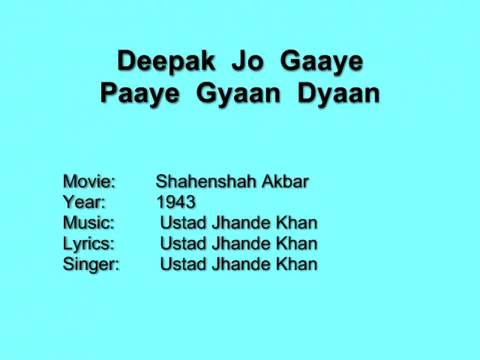 Deepak Jo Gaaye
Paaye Gyaan Dyaan
Movie: Shahenshah Akbar
Year: 1943
Music: Ustad Jhande Khan
Lyrics: Ustad Jhande Khan
Singer: Ustad Jhande Khan